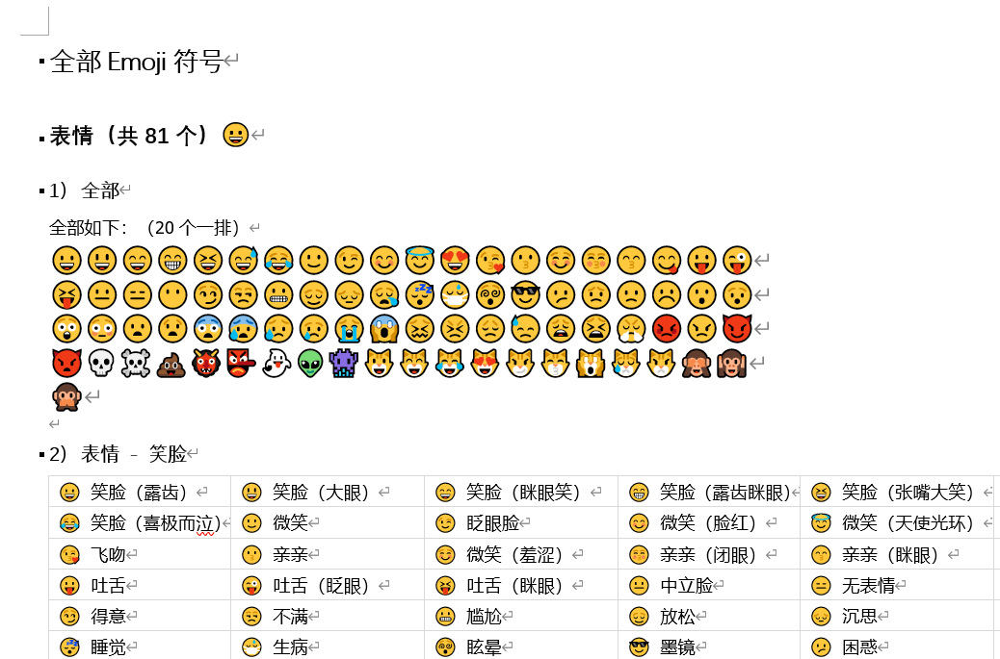 全部 Emoji 符号
表情（共 81 个）😀
1） 全部
全部如下：（20 个一排）
😀😃😄😁😆😅😂🙂😉😊😇😍😘😗☺😚😙😋😛😜
😝😐😑😶😏😒😬😌😔😪😴😷😵😎😕😟🙁☹😮😯
😲😳😦😧😨😰😥😢😭😱😖😣😞😓😩😫😤😡😠😈
👿💀☠💩👹👺👻👽👾😺😸😹😻😼😽🙀😿😾🙈🙉
🙊
2） 表情 - 笑脸
😀 笑脸（露齿） 😃 笑脸（大眼） 😄 笑脸（眯眼笑） 😁 笑脸（露齿眯眼） 😆 笑脸（张嘴大笑）
😂 笑脸（喜极而泣） 🙂 微笑 😉 眨眼脸 😊 微笑（脸红） 😇 微笑（天使光环）
😘 飞吻 😗 亲亲 ☺ 微笑（羞涩） 😚 亲亲（闭眼） 😙 亲亲（眯眼）
😛 吐舌 😜 吐舌（眨眼） 😝 吐舌（眯眼） 😐 中立脸 😑 无表情
😏 得意 😒 不满 😬 尴尬 😌 放松 😔 沉思
😴 睡觉 😷 生病 😵 眩晕 😎 墨镜 😕 困惑